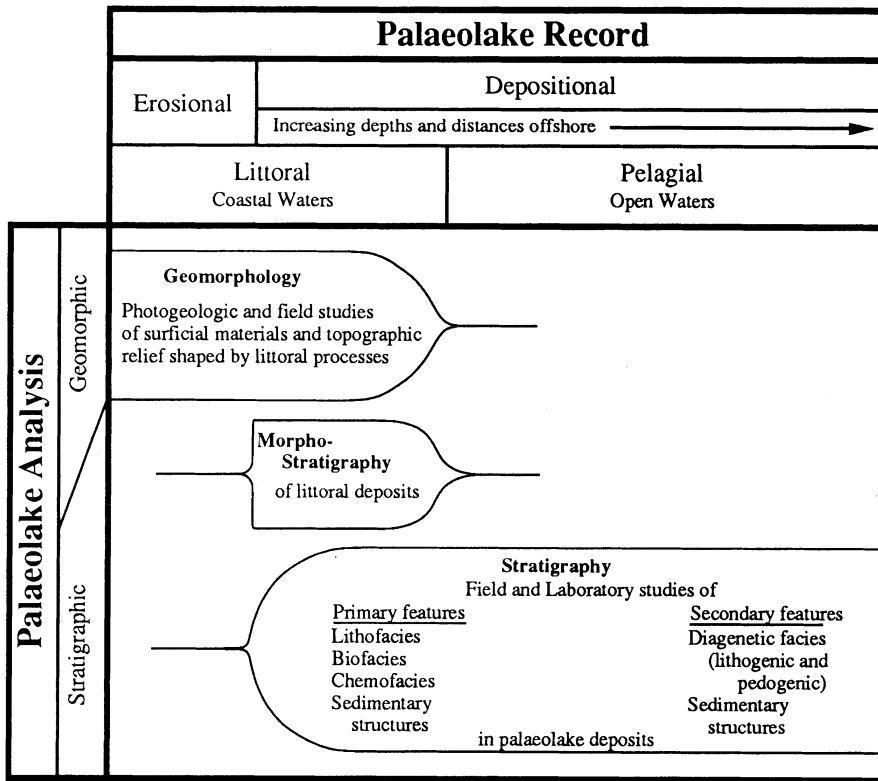 Palaeolake Record
Erosional
Depositional
Increasing depths and distances offshore
Littoral
Coastal Waters
Pelagial
Open Waters
Palaeolake Analysis
Geomorphic
Geomorphology
Photogeologic and field studies
of surficial materials and topographic
relief shaped by littoral processes
Morpho-
Stratigraphy
of littoral deposits
Stratigraphic
Stratigraphy
Field and Laboratory studies of
Primary features
Lithofacies
Biofacies
Chemofacies
Sedimentary
structures
Secondary features
Diagenetic facies
(lithogenic and
pedogenic)
Sedimentary
structures
in palaeolake deposits